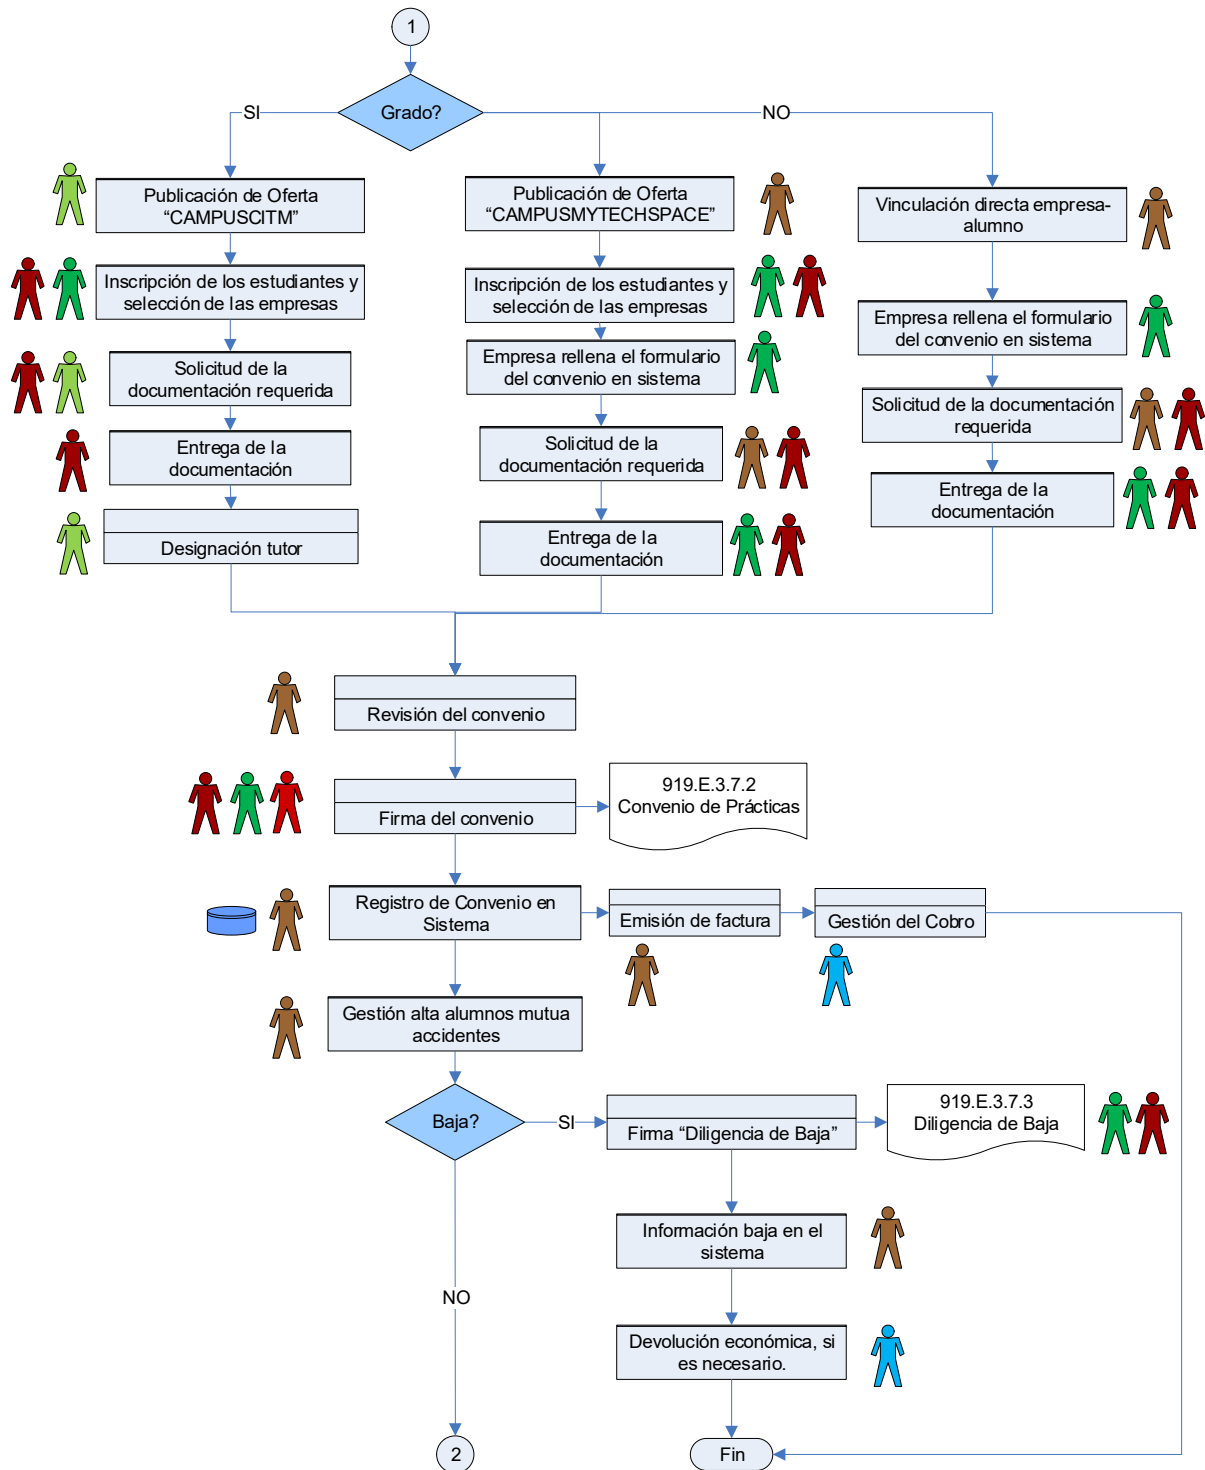 1
Grado?
SI
NO
Publicación de Oferta
“CAMPUSCITM”
Publicación de Oferta
“CAMPUSMYTECHSPACE”
Vinculación directa empresa-
alumno
Inscripción de los estudiantes y
selección de las empresas
Inscripción de los estudiantes y
selección de las empresas
Empresa rellena el formulario
del convenio en sistema
Solicitud de la
documentación requerida
Empresa rellena el formulario
del convenio en sistema
Solicitud de la documentación
requerida
Entrega de la
documentación
Solicitud de la
documentación requerida
Entrega de la
documentación
Designación tutor
Entrega de la
documentación
Revisión del convenio
Firma del convenio
919.E.3.7.2
Convenio de Prácticas
Registro de Convenio en
Sistema
Emisión de factura
Gestión del Cobro
Gestión alta alumnos mutua
accidentes
Baja?
SI
Firma “Diligencia de Baja”
919.E.3.7.3
Diligencia de Baja
Información baja en el
sistema
NO
Devolución económica, si
es necesario.
2
Fin